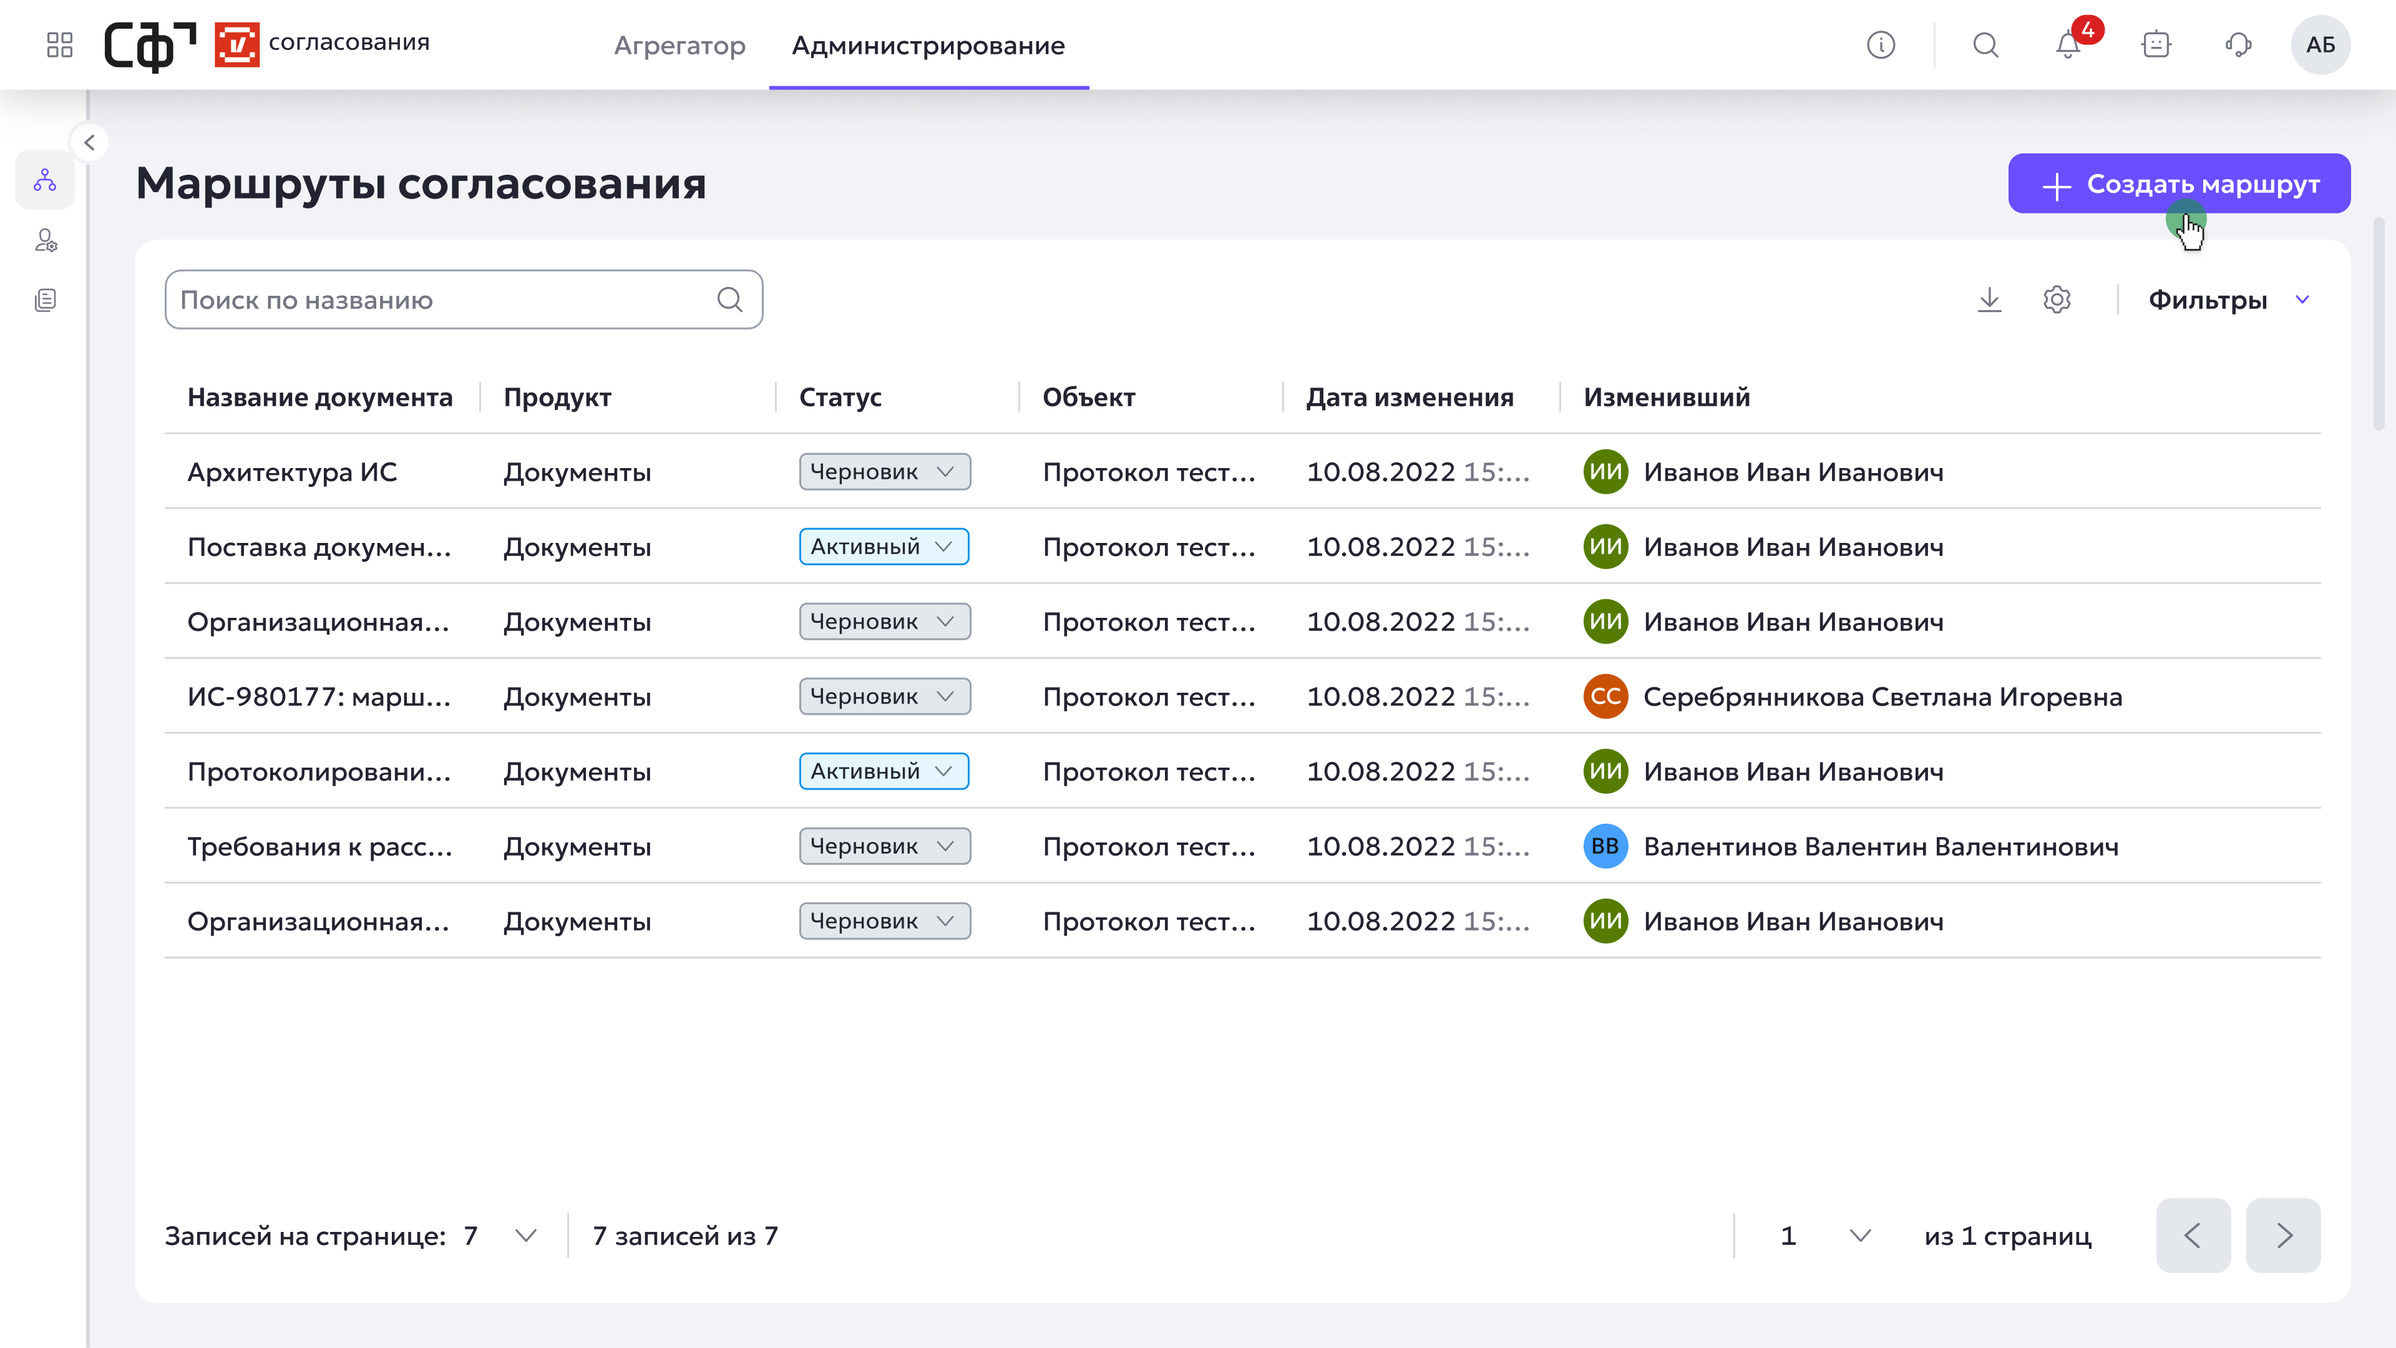 СФ согласования Агрегатор Администрирование 4 АБ
Маршруты согласования Создать маршрут
Поиск по названию Фильтры
Название документа Продукт Статус Объект Дата изменения Изменивший
Архитектура ИС Документы Черновик Протокол тест... 10.08.2022 15:... ИИ Иванов Иван Иванович
Поставка докумен... Документы Активный Протокол тест... 10.08.2022 15:... ИИ Иванов Иван Иванович
Организационная... Документы Черновик Протокол тест... 10.08.2022 15:... ИИ Иванов Иван Иванович
ИС-980177: марш... Документы Черновик Протокол тест... 10.08.2022 15:... СС Серебрянникова Светлана Игоревна
Протоколировани... Документы Активный Протокол тест... 10.08.2022 15:... ИИ Иванов Иван Иванович
Требования к расс... Документы Черновик Протокол тест... 10.08.2022 15:... ВВ Валентинов Валентин Валентинович
Организационная... Документы Черновик Протокол тест... 10.08.2022 15:... ИИ Иванов Иван Иванович
Записей на странице: 7 7 записей из 7 1 из 1 страниц